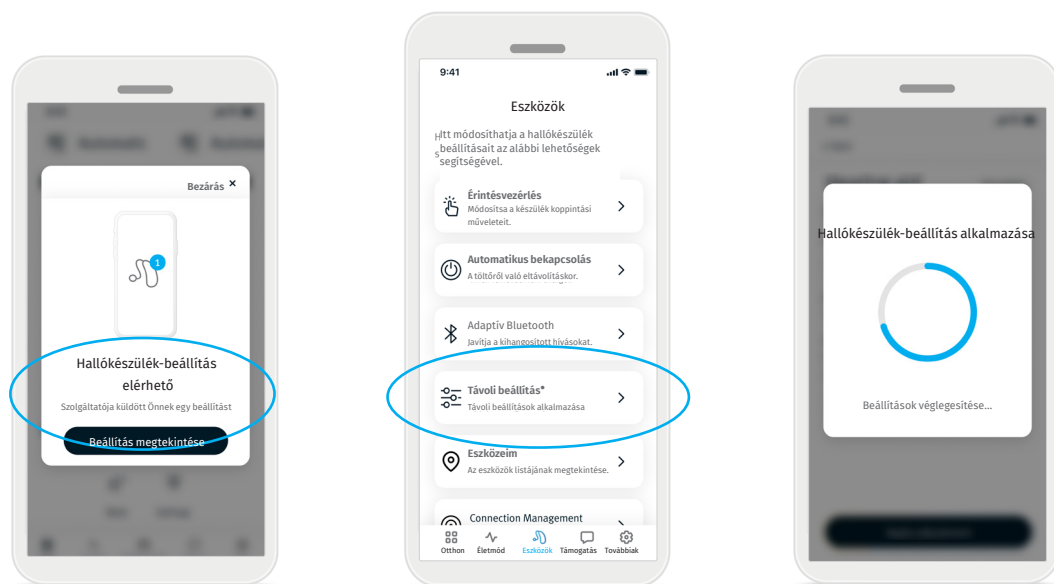 Bezárás ×
1
Hallókészülék-beállítás
elérhető
Szolgáltatója küldött Önnek egy beállítást
Beállítás megtekintése
9:41
Eszközök
Itt módosíthatja a hallókészülék
beállításait az alábbi lehetőségek
segítségével.
Érintésvezérlés
Módosítsa a készülék koppintási
műveleteit.
Automatikus bekapcsolás
A töltőről való eltávolításkor.
Adaptív Bluetooth
Javítja a kihangosított hívásokat.
Távoli beállítás*
Távoli beállítások alkalmazása
Eszközeim
Az eszközök listájának megtekintése.
Connection Management
Otthon Életmód Eszközök Támogatás Továbbiak
Hallókészülék-beállítás alkalmazása
Beállítások véglegesítése...